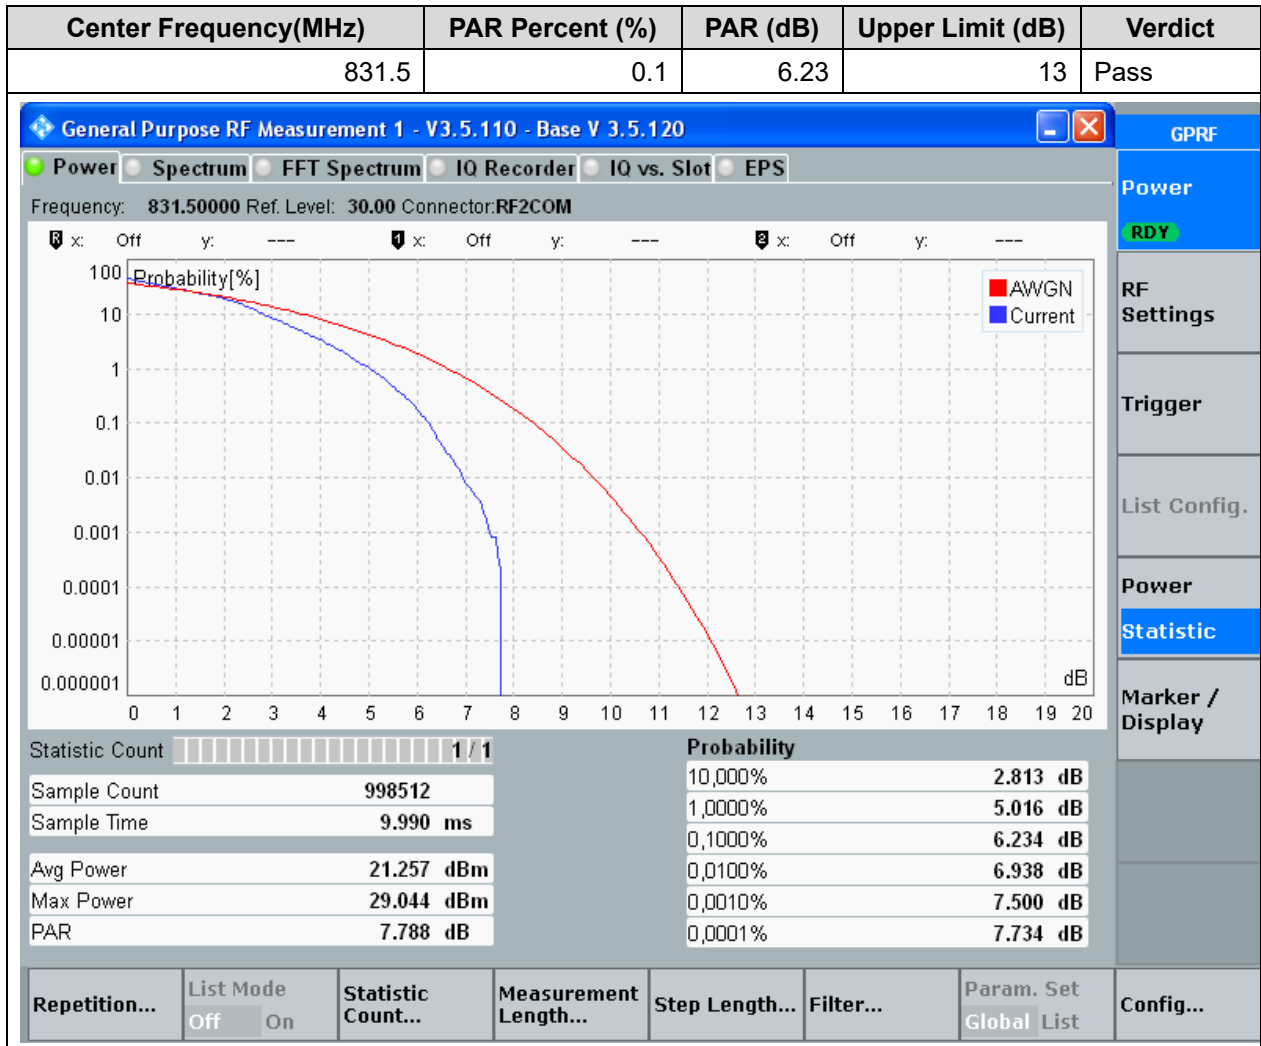 Center Frequency(MHz) PAR Percent (%) PAR (dB) Upper Limit (dB) Verdict
831.5 0.1 6.23 13 Pass
General Purpose RF Measurement 1 - V3.5.110 - Base V 3.5.120
GPRF
Power Spectrum FFT Spectrum IQ Recorder IQ vs. Slot EPS
Power
RDY
Frequency: 831.50000 Ref. Level: 30.00 Connector:RF2COM
R x: Off y: --- 1 x: Off y: --- 2 x: Off y: ---
Probability[%]
AWGN
Current
100
10
1
0.1
0.01
0.001
0.0001
0.00001
0.000001
dB
0 1 2 3 4 5 6 7 8 9 10 11 12 13 14 15 16 17 18 19 20
RF
Settings
Trigger
List Config.
Power
Statistic
Marker /
Display
Statistic Count 1 / 1
Sample Count 998512
Sample Time 9.990 ms
Avg Power 21.257 dBm
Max Power 29.044 dBm
PAR 7.788 dB
Probability
10,000% 2.813 dB
1,0000% 5.016 dB
0,1000% 6.234 dB
0,0100% 6.938 dB
0,0010% 7.500 dB
0,0001% 7.734 dB
Repetition...
List Mode
Off On
Statistic
Count...
Measurement
Length...
Step Length...
Filter...
Param. Set
Global List
Config...